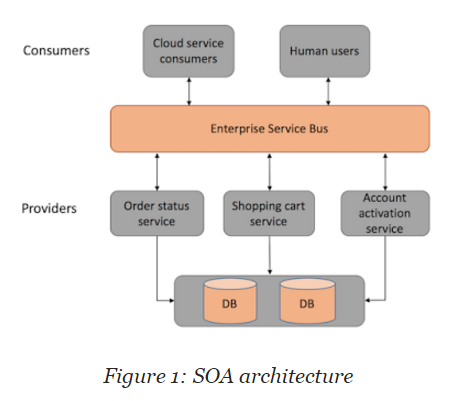 Consumers
Cloud service
consumers
Human users
Enterprise Service Bus
Providers
Order status
service
Shopping cart
service
Account
activation
service
DB
DB
Figure 1: SOA architecture